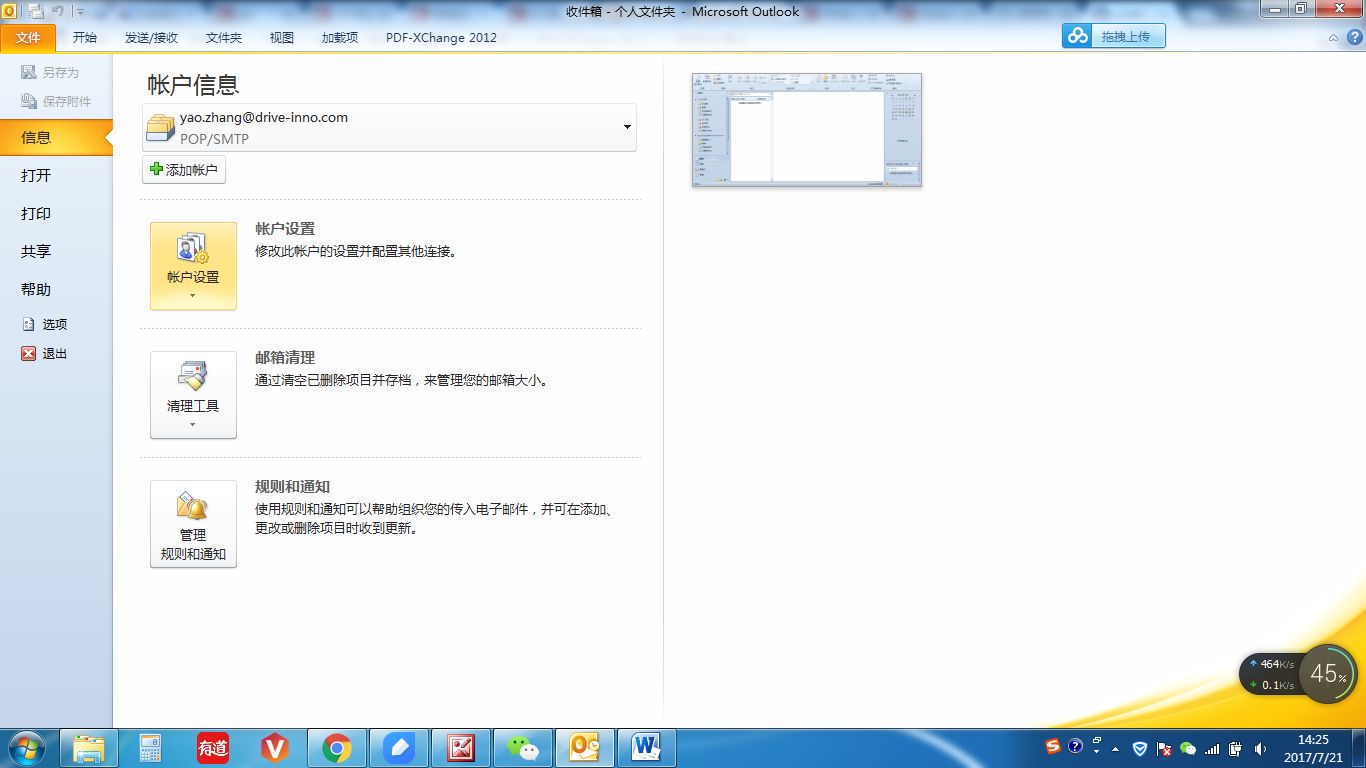 收件箱 - 个人文件夹 - Microsoft Outlook
文件 开始 发送/接收 文件夹 视图 加载项 PDF-XChange 2012 拖拽上传
另存为
保存附件
信息
打开
打印
共享
帮助
选项
退出
帐户信息
yao.zhang@drive-inno.com
POP/SMTP
添加帐户
帐户设置
帐户设置
修改此帐户的设置并配置其他连接。
清理工具
邮箱清理
通过清空已删除项目并存档，来管理您的邮箱大小。
管理
规则和通知
规则和通知
使用规则和通知可以帮助组织您的传入电子邮件，并可在添加、
更改或删除项目时收到更新。
464K/s
0.1K/s
45%
有道
14:25
2017/7/21